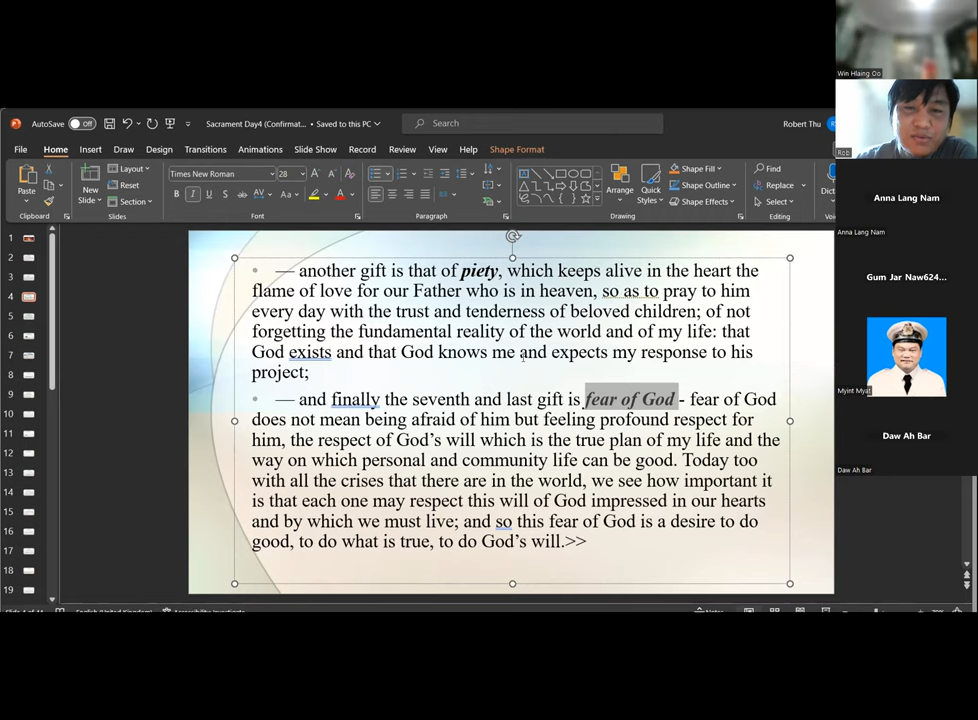 Win Hlaing Oo
AutoSave Off Sacrament Day4 (Confirmat... • Saved to this PC Search Robert Thu
Rob
File Home Insert Draw Design Transitions Animations Slide Show Record Review View Help Shape Format
Paste New Slide Layout Reset Section Times New Roman 28 Arrange Quick Styles Shape Fill Shape Outline Shape Effects Find Replace Select
Clipboard Slides Font Paragraph Drawing Editing
Anna Lang Nam
Anna Lang Nam
Gum Jar Naw624...
Myint Myat
Daw Ah Bar
Daw Ah Bar
1
2
3
4
5
6
7
8
9
10
11
12
13
14
15
16
17
18
19
• — another gift is that of piety, which keeps alive in the heart the
flame of love for our Father who is in heaven, so as to pray to him
every day with the trust and tenderness of beloved children; of not
forgetting the fundamental reality of the world and of my life: that
God exists and that God knows me and expects my response to his
project;
• — and finally the seventh and last gift is fear of God - fear of God
does not mean being afraid of him but feeling profound respect for
him, the respect of God’s will which is the true plan of my life and the
way on which personal and community life can be good. Today too
with all the crises that there are in the world, we see how important it
is that each one may respect this will of God impressed in our hearts
and by which we must live; and so this fear of God is a desire to do
good, to do what is true, to do God’s will.>>